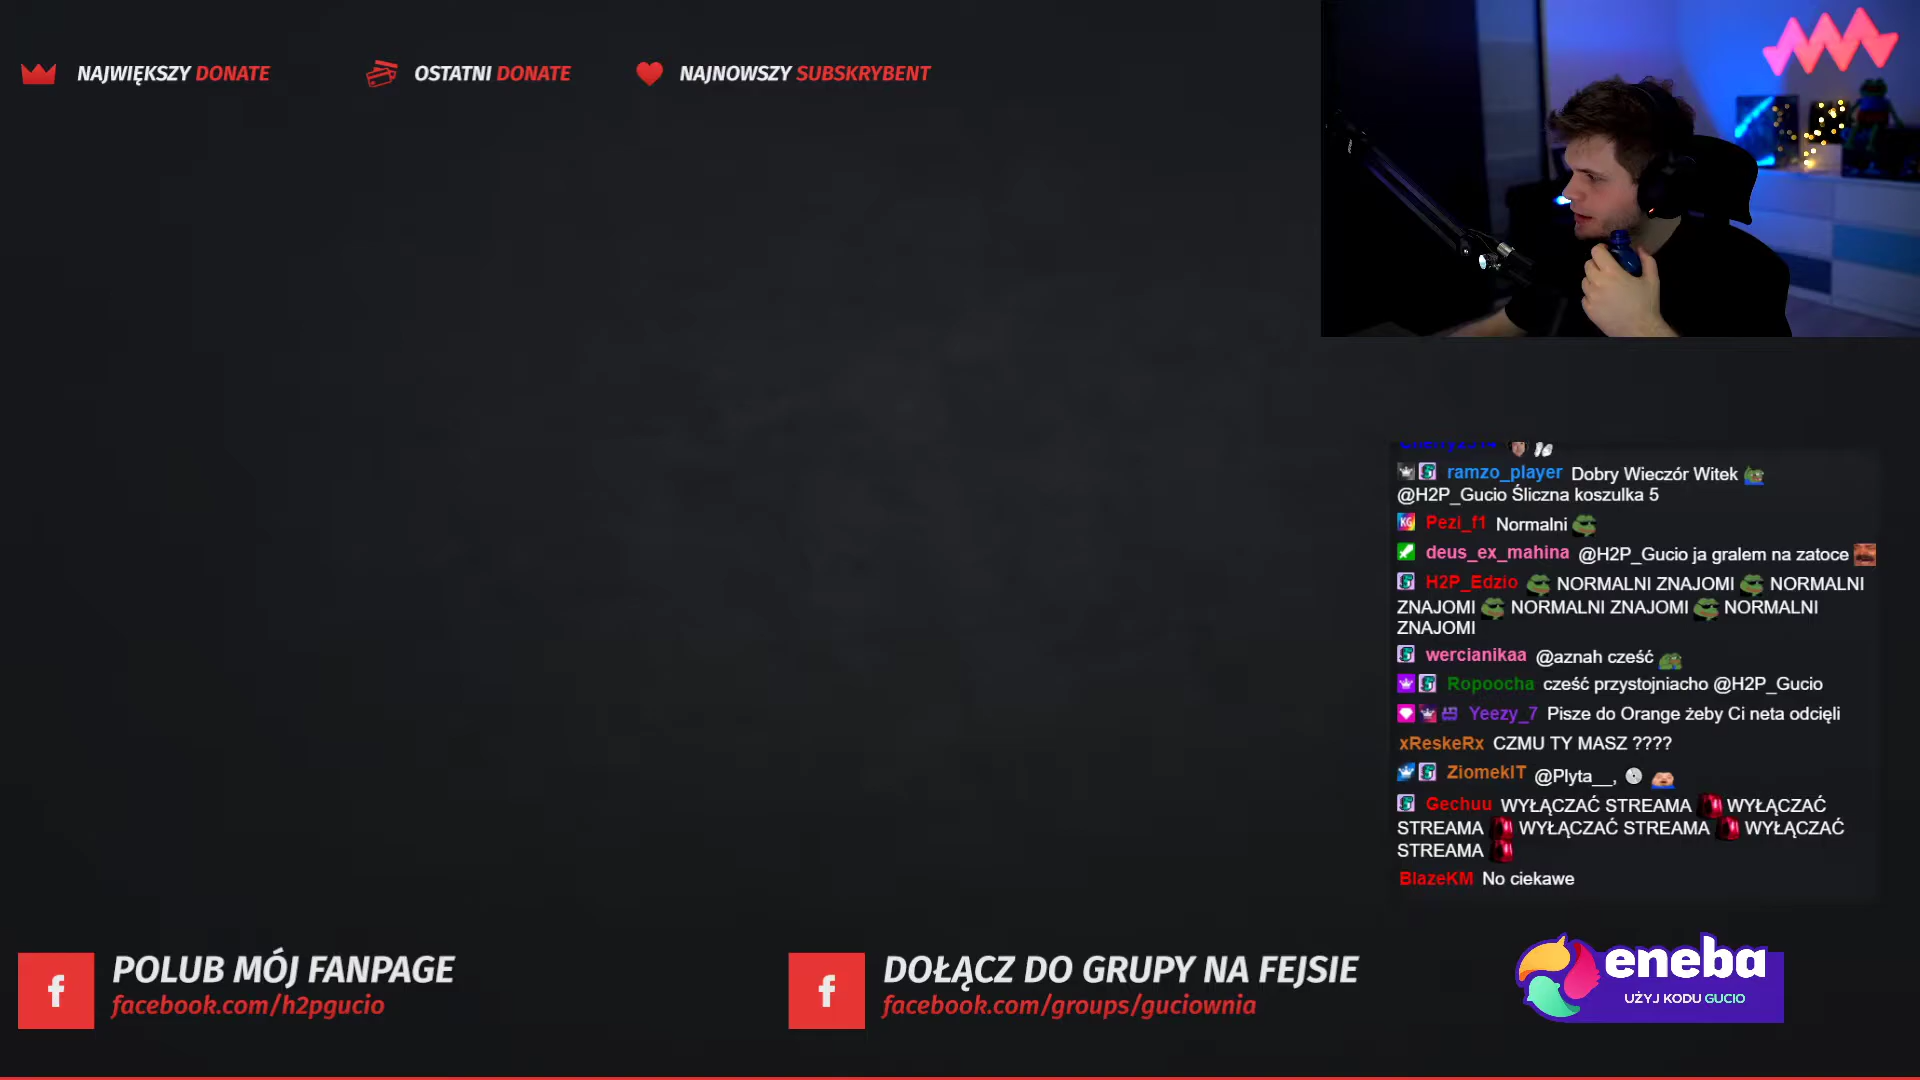 NAJWIĘKSZY DONATE
OSTATNI DONATE
NAJNOWSZY SUBSKRYBENT
ramzo_player Dobry Wieczór Witek
@H2P_Gucio Śliczna koszulka 5
Pezi_f1 Normalni
deus_ex_mahina @H2P_Gucio ja gralem na zatoce
H2P_Edzio NORMALNI ZNAJOMI NORMALNI
ZNAJOMI NORMALNI ZNAJOMI NORMALNI
ZNAJOMI
wercianikaa @aznah cześć
Ropoocha cześć przystojniacho @H2P_Gucio
Yeezy_7 Pisze do Orange żeby Ci neta odcięli
xReskeRx CZMU TY MASZ ????
ZiomekIT @Plyta__,
Gechuu WYŁĄCZAĆ STREAMA WYŁĄCZAĆ
STREAMA WYŁĄCZAĆ STREAMA WYŁĄCZAĆ
STREAMA
BlazeKM No ciekawe
POLUB MÓJ FANPAGE
facebook.com/h2pgucio
DOŁĄCZ DO GRUPY NA FEJSIE
facebook.com/groups/guciownia
eneba
UŻYJ KODU GUCIO